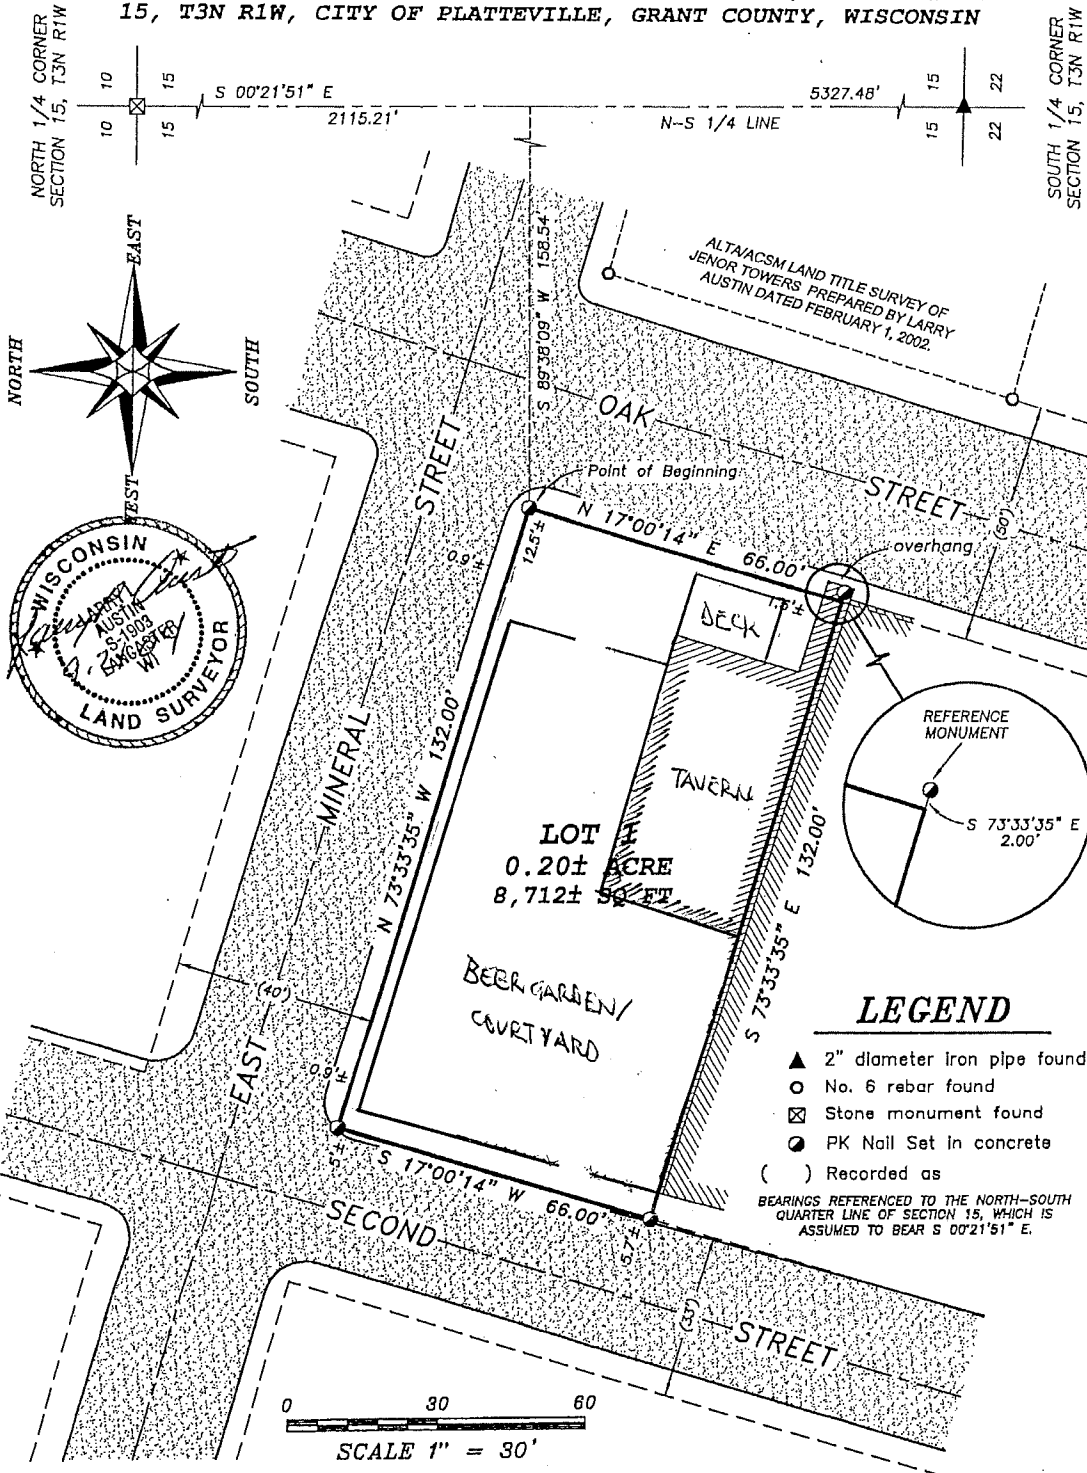 15, T3N R1W, CITY OF PLATTEVILLE, GRANT COUNTY, WISCONSIN
NORTH 1/4 CORNER
SECTION 15, T3N R1W
10
15
10
15
S 00°21'51" E
2115.21'
5327.48'
N-S 1/4 LINE
15
22
15
22
SOUTH 1/4 CORNER
SECTION 15, T3N R1W
EAST
NORTH
SOUTH
WEST
S 89°38'09" W 158.54
ALTA/ACSM LAND TITLE SURVEY OF
JENOR TOWERS PREPARED BY LARRY
AUSTIN DATED FEBRUARY 1, 2002.
OAK
STREET
(50')
Point of Beginning
N 17°00'14" E 66.00'
overhang
12.5'±
0.9'±
1.5'±
DECK
WISCONSIN
LARRY
AUSTIN
S-1903
LANCASTER
WI
LAND SURVEYOR
EAST
MINERAL
STREET
N 73°33'35" W 132.00'
TAVERN
LOT 1
0.20± ACRE
8,712± SQ FT
S 73°33'35" E 132.00'
REFERENCE
MONUMENT
S 73°33'35" E
2.00'
BEER GARDEN/
COURTYARD
(40')
0.9'±
LEGEND
2" diameter iron pipe found
No. 6 rebar found
Stone monument found
PK Nail Set in concrete
( ) Recorded as
BEARINGS REFERENCED TO THE NORTH-SOUTH
QUARTER LINE OF SECTION 15, WHICH IS
ASSUMED TO BEAR S 00°21'51" E.
S 17°00'14" W 66.00'
SECOND
STREET
(33')
0 30 60
SCALE 1" = 30'